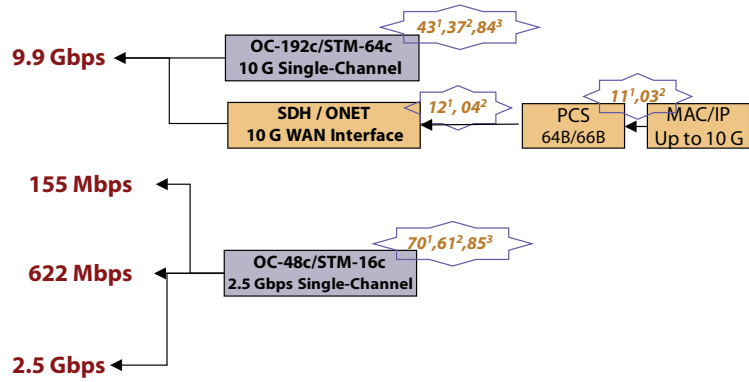 43¹,37²,84³
OC-192c/STM-64c
10 G Single-Channel
9.9 Gbps
12¹, 04²
11¹,03²
SDH / ONET
10 G WAN Interface
PCS
64B/66B
MAC/IP
Up to 10 G
155 Mbps
70¹,61²,85³
OC-48c/STM-16c
2.5 Gbps Single-Channel
622 Mbps
2.5 Gbps